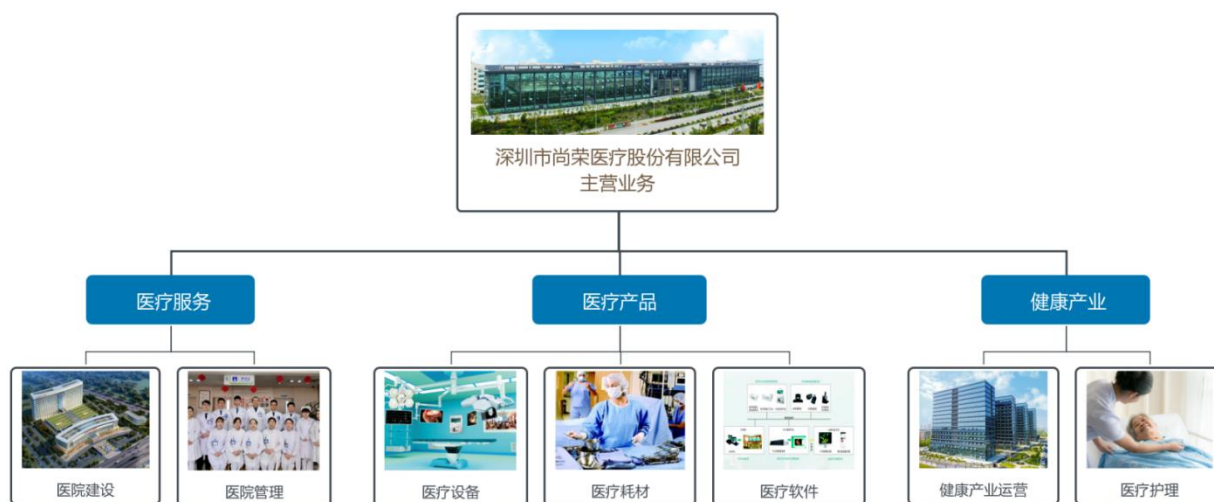 深圳市尚荣医疗股份有限公司
主营业务
医疗服务
医疗产品
健康产业
医院建设
医院管理
医疗设备
医疗耗材
医疗软件
健康产业运营
医疗护理